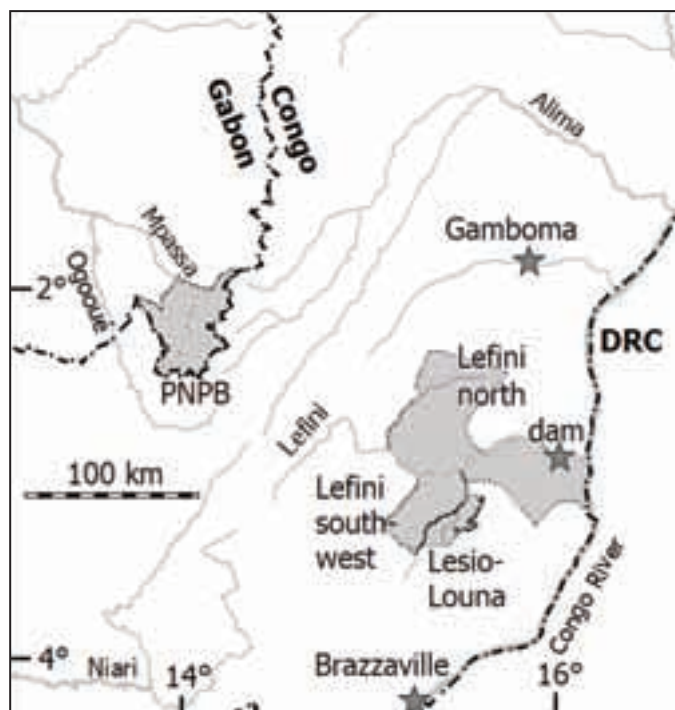 Gabon
Congo
Alima
Mpassa
Gamboma
Ogooué
2°
DRC
PNPB
Lefini
north
Lefini
dam
100 km
Lefini
south-
west
Lesio-
Louna
Congo River
4°
Niari
14°
Brazzaville
16°